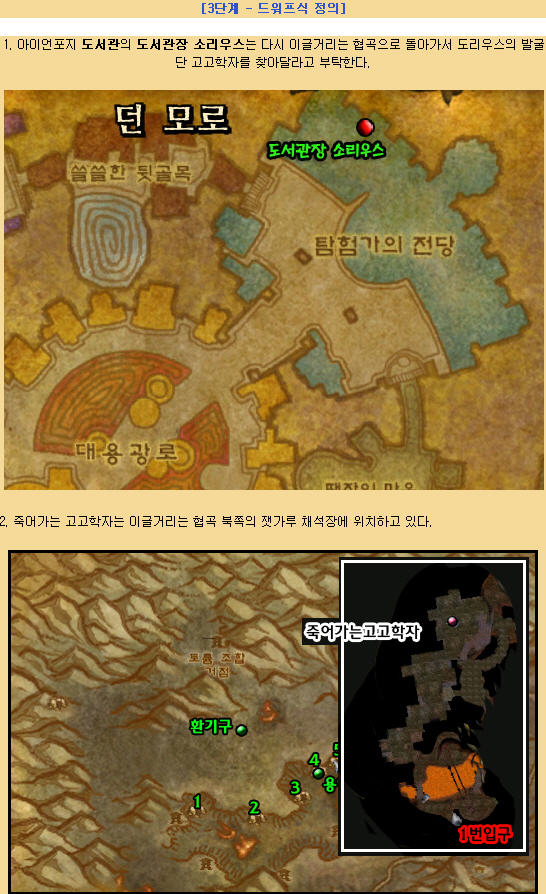 [3단계 - 드워프식 정의]
1. 아이언포지 도서관의 도서관장 소리우스는 다시 이글거리는 협곡으로 돌아가서 도리우스의 발굴
단 고고학자를 찾아달라고 부탁한다.
던 모로
도서관장 소리우스
쓸쓸한 뒷골목
탐험가의 전당
대용광로
2. 죽어가는 고고학자는 이글거리는 협곡 북쪽의 잿가루 채석장에 위치하고 있다.
죽어가는고고학자
토륨 조합
거점
환기구
4
용
3
1
2
1번입구